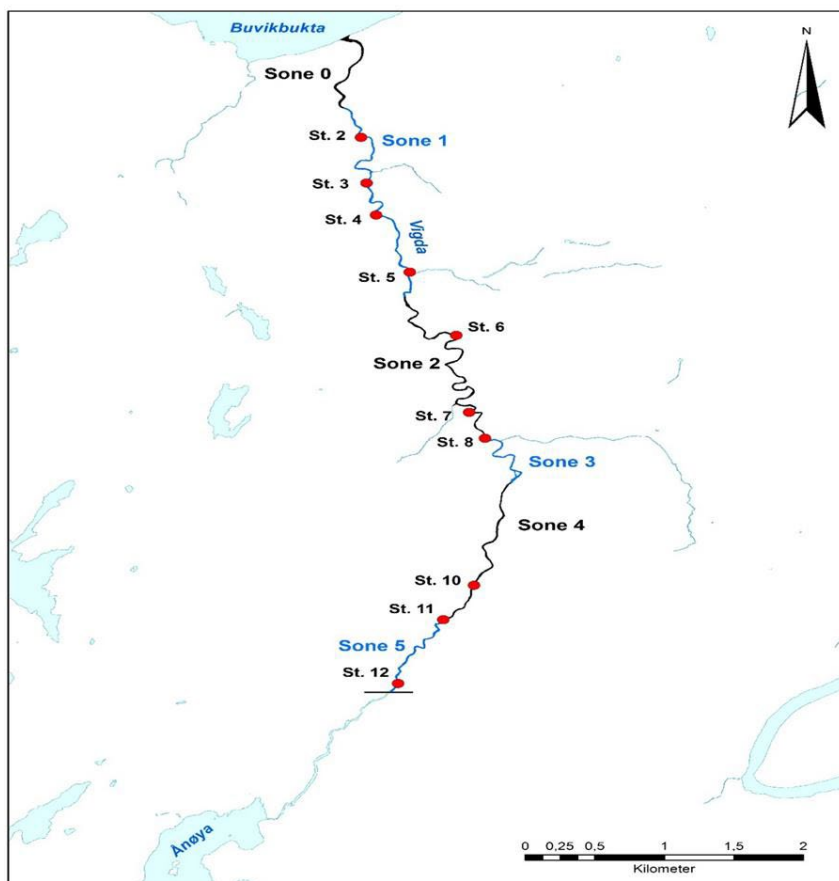 Buvikbukta
N
Sone 0
St. 2
Sone 1
St. 3
St. 4
Vigda
St. 5
St. 6
Sone 2
St. 7
St. 8
Sone 3
Sone 4
St. 10
St. 11
Sone 5
St. 12
Ånøya
0 0,25 0,5 1 1,5 2
Kilometer